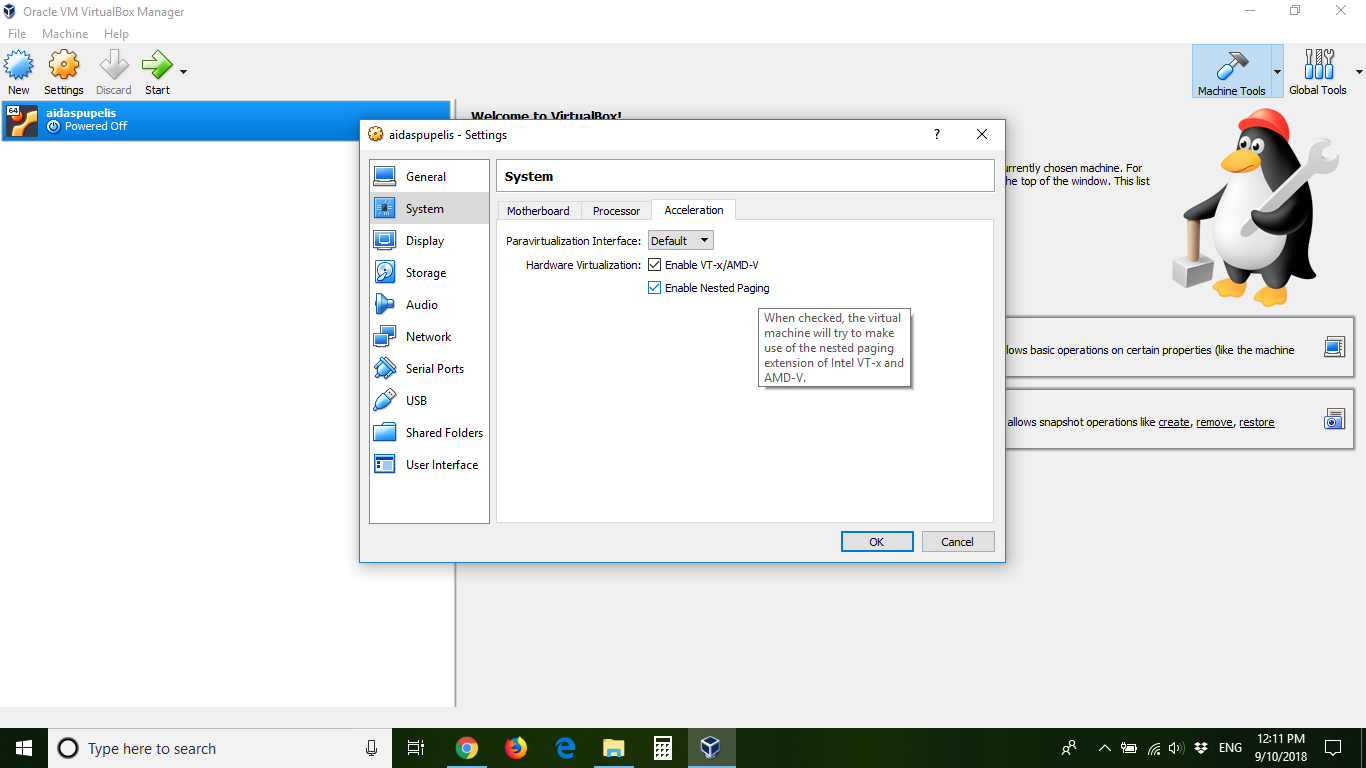 Oracle VM VirtualBox Manager
File Machine Help
New Settings Discard Start
Machine Tools Global Tools
64
aidaspupelis
Powered Off
Welcome to VirtualBox!
urrently chosen machine. For
he top of the window. This list
lows basic operations on certain properties (like the machine
allows snapshot operations like create, remove, restore
aidaspupelis - Settings
?
General
System
Display
Storage
Audio
Network
Serial Ports
USB
Shared Folders
User Interface
System
Motherboard Processor Acceleration
Paravirtualization Interface: Default
Hardware Virtualization: Enable VT-x/AMD-V
Enable Nested Paging
When checked, the virtual
machine will try to make
use of the nested paging
extension of Intel VT-x and
AMD-V.
OK Cancel
Type here to search
ENG
12:11 PM
9/10/2018